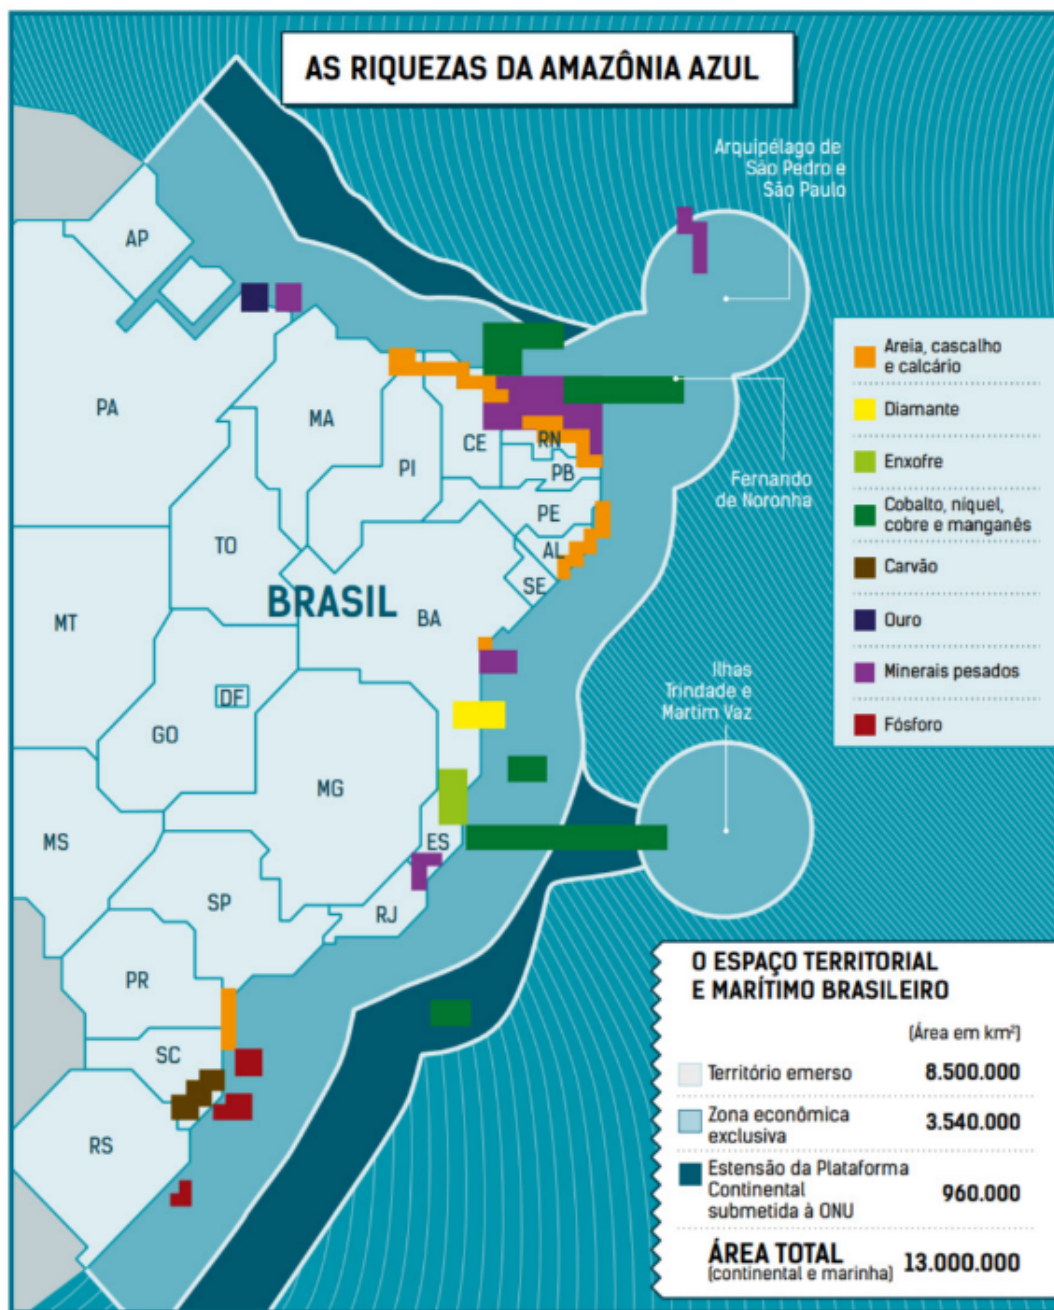 AS RIQUEZAS DA AMAZÔNIA AZUL
Arquipélago de
São Pedro e
São Paulo
AP
PA
MA
PI
CE
RN
PB
PE
AL
SE
TO
BRASIL
BA
MT
DF
GO
MG
MS
ES
SP
RJ
PR
SC
RS
Fernando
de Noronha
Ilhas
Trindade e
Martim Vaz
Areia, cascalho
e calcário
Diamante
Enxofre
Cobalto, níquel,
cobre e manganês
Carvão
Ouro
Minerais pesados
Fósforo
O ESPAÇO TERRITORIAL
E MARÍTIMO BRASILEIRO
(Área em km²)
Território emerso 8.500.000
Zona econômica
exclusiva 3.540.000
Estensão da Plataforma
Continental
submetida à ONU 960.000
ÁREA TOTAL
(continental e marinha) 13.000.000